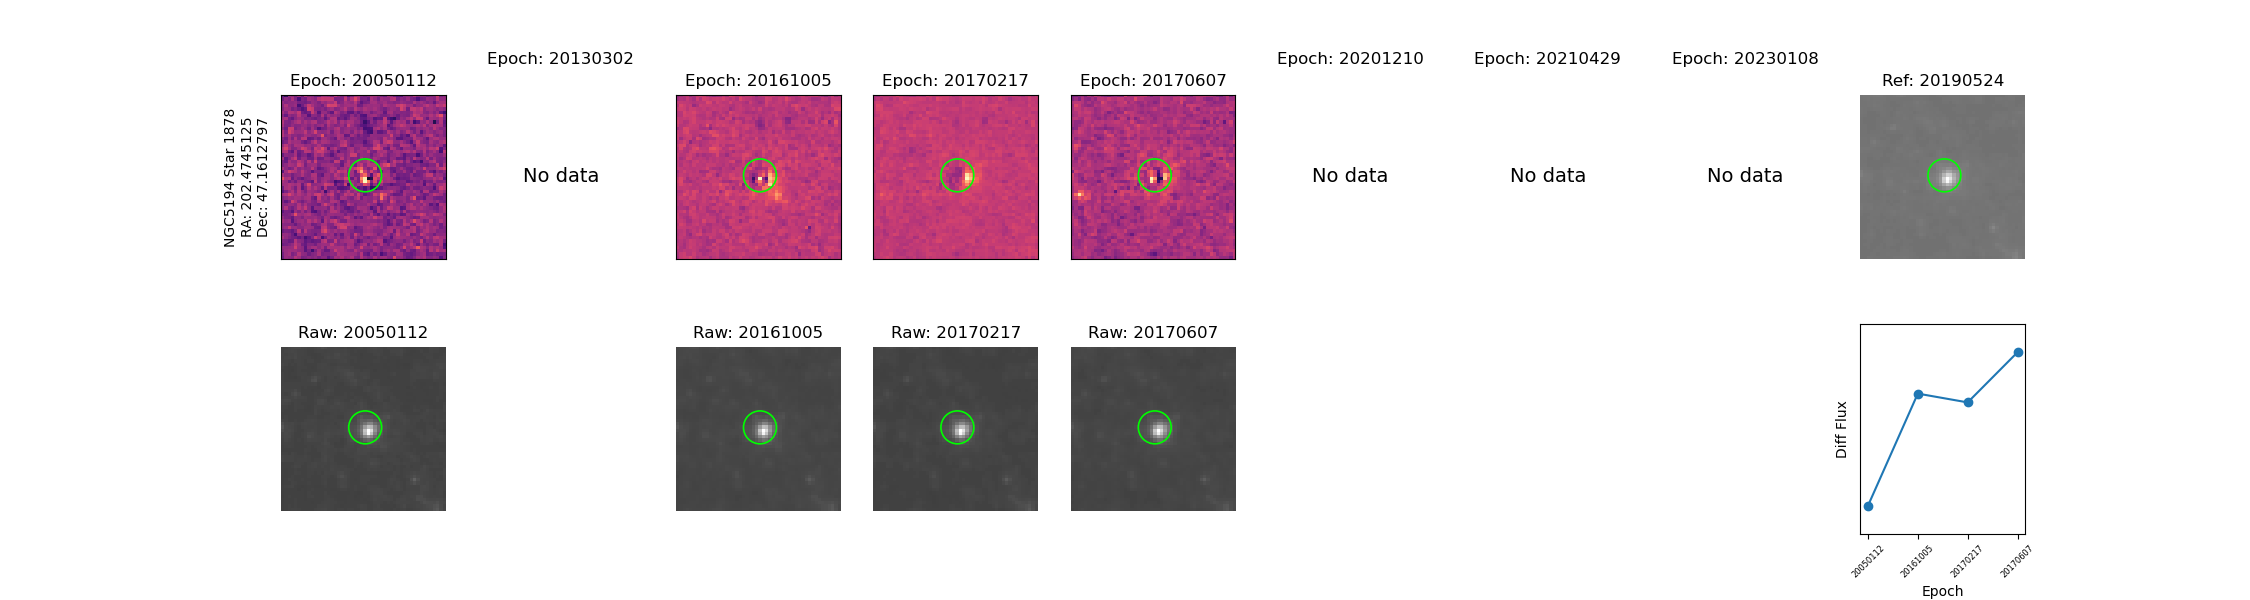 NGC5194 Star 1878
RA: 202.4745125
Dec: 47.16127​97
Epoch: 20050112
Epoch: 20130302
No data
Epoch: 20161005
Epoch: 20170217
Epoch: 20170607
Epoch: 20201210
No data
Epoch: 20210429
No data
Epoch: 20230108
No data
Ref: 20190524
Raw: 20050112
Raw: 20161005
Raw: 20170217
Raw: 20170607
Diff Flux
20050112
20161005
20170217
20170607
Epoch